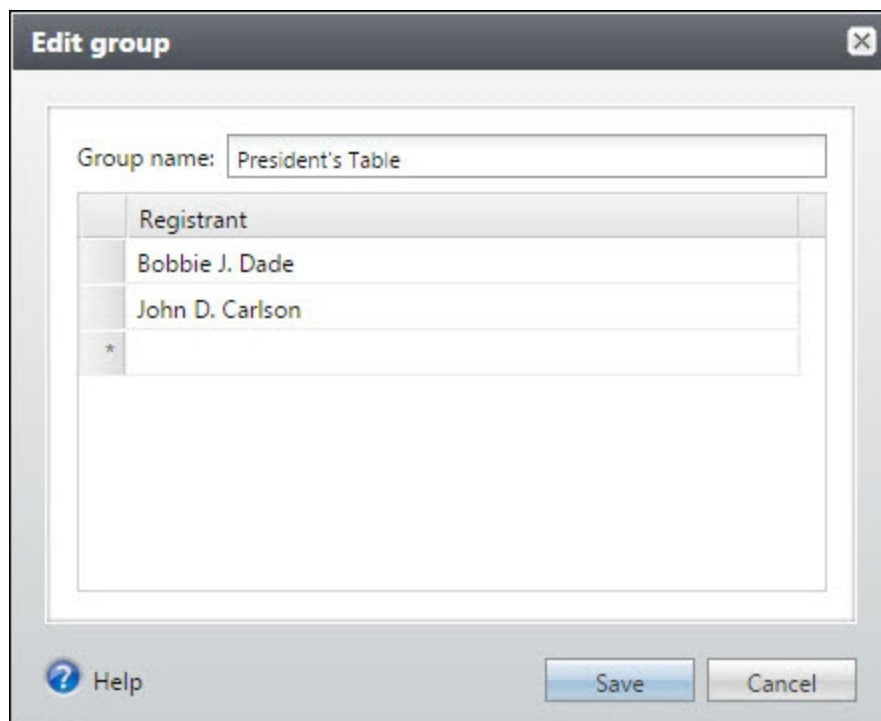 Edit group
Group name: President's Table
Registrant
Bobbie J. Dade
John D. Carlson
*
? Help Save Cancel